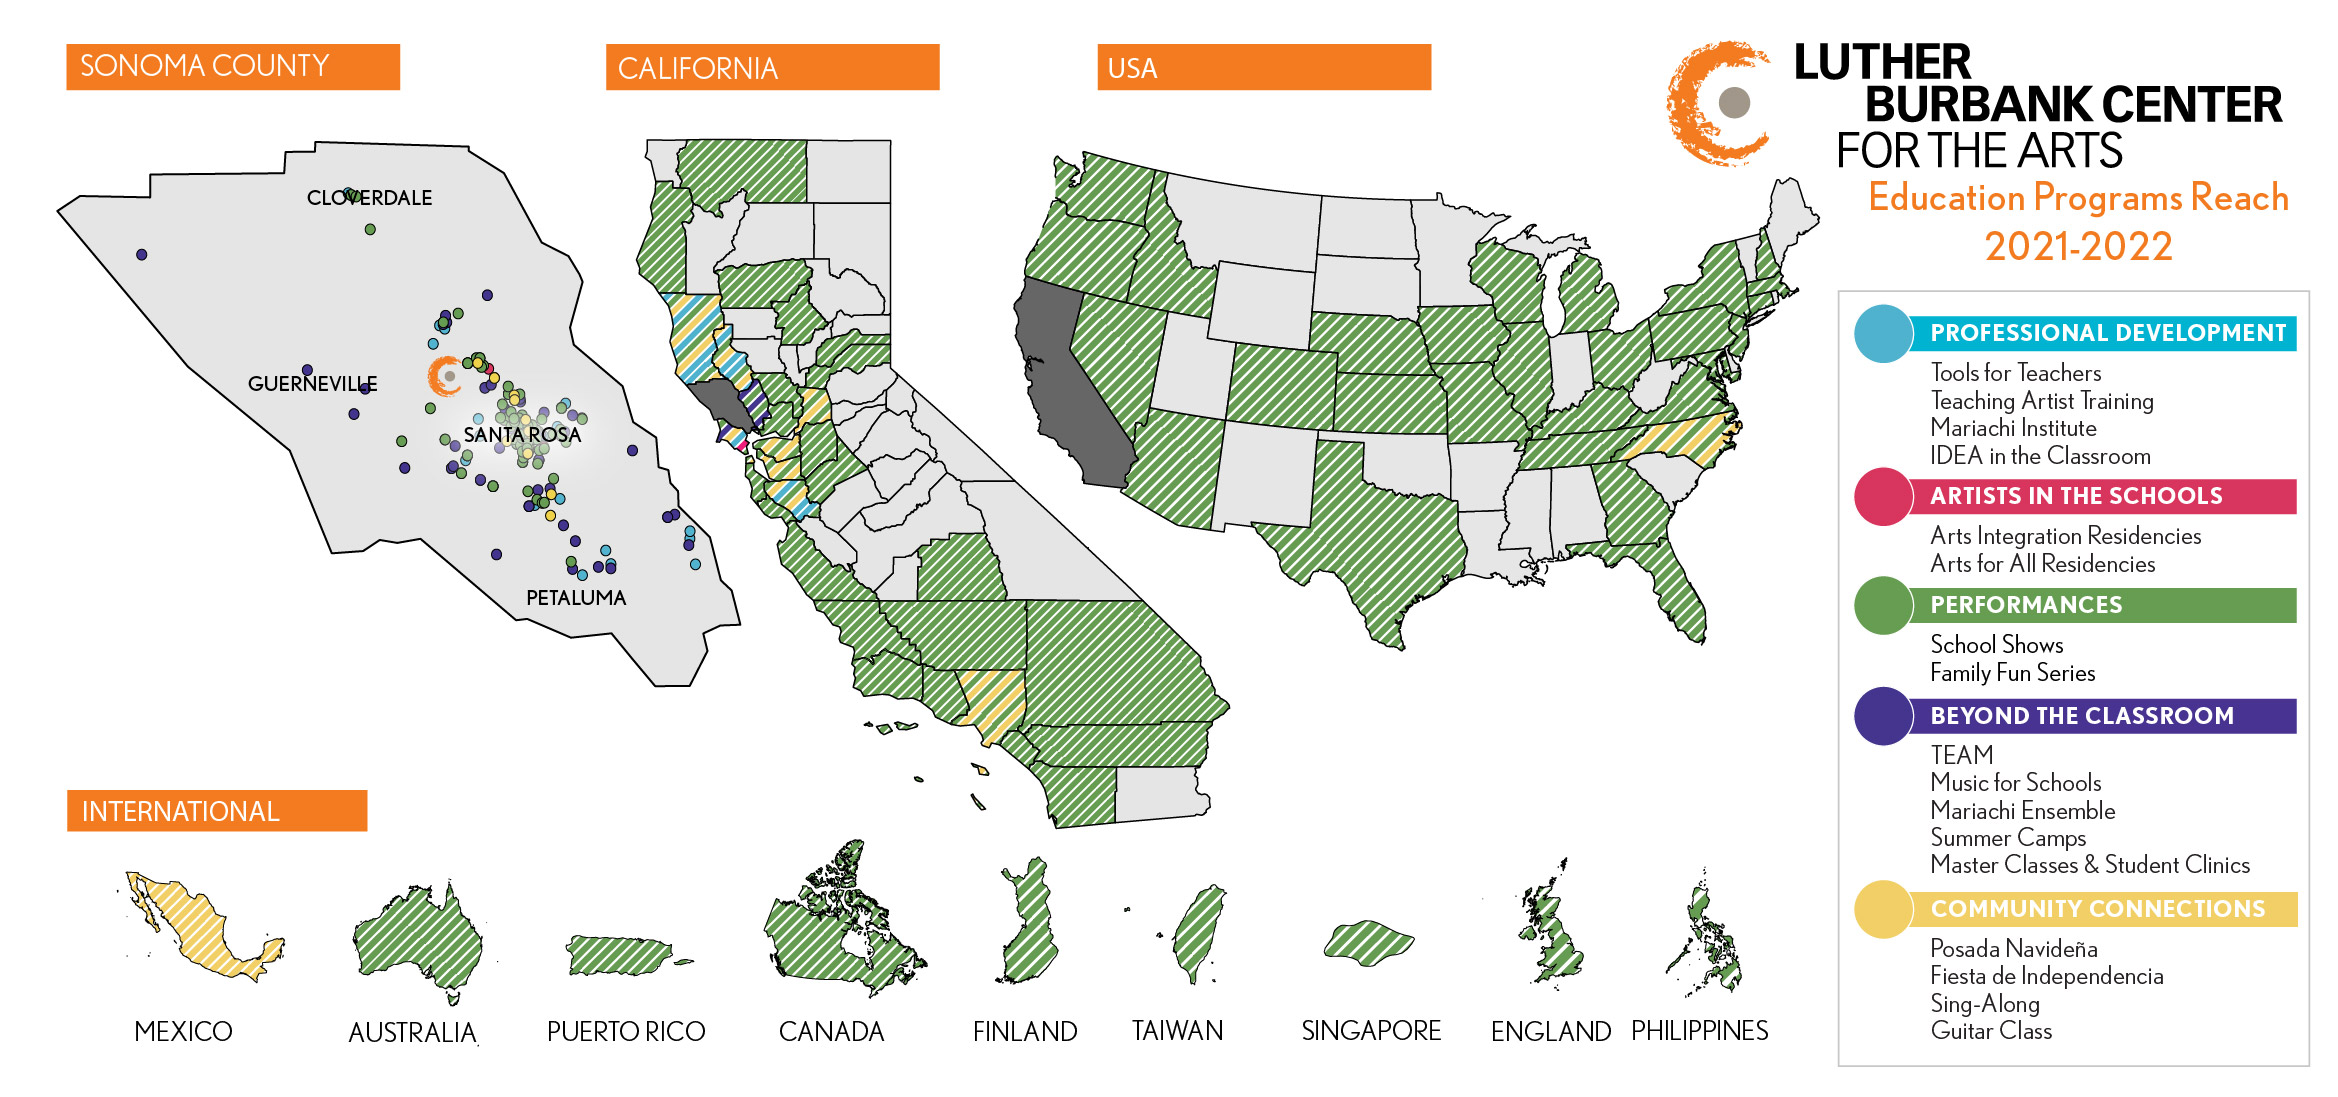 SONOMA COUNTY
CALIFORNIA
USA
LUTHER
BURBANK CENTER
FOR THE ARTS
Education Programs Reach
2021-2022
CLOVERDALE
GUERNEVILLE
SANTA ROSA
PETALUMA
PROFESSIONAL DEVELOPMENT
Tools for Teachers
Teaching Artist Training
Mariachi Institute
IDEA in the Classroom
ARTISTS IN THE SCHOOLS
Arts Integration Residencies
Arts for All Residencies
PERFORMANCES
School Shows
Family Fun Series
BEYOND THE CLASSROOM
TEAM
Music for Schools
Mariachi Ensemble
Summer Camps
Master Classes & Student Clinics
COMMUNITY CONNECTIONS
Posada Navideña
Fiesta de Independencia
Sing-Along
Guitar Class
INTERNATIONAL
MEXICO
AUSTRALIA
PUERTO RICO
CANADA
FINLAND
TAIWAN
SINGAPORE
ENGLAND
PHILIPPINES